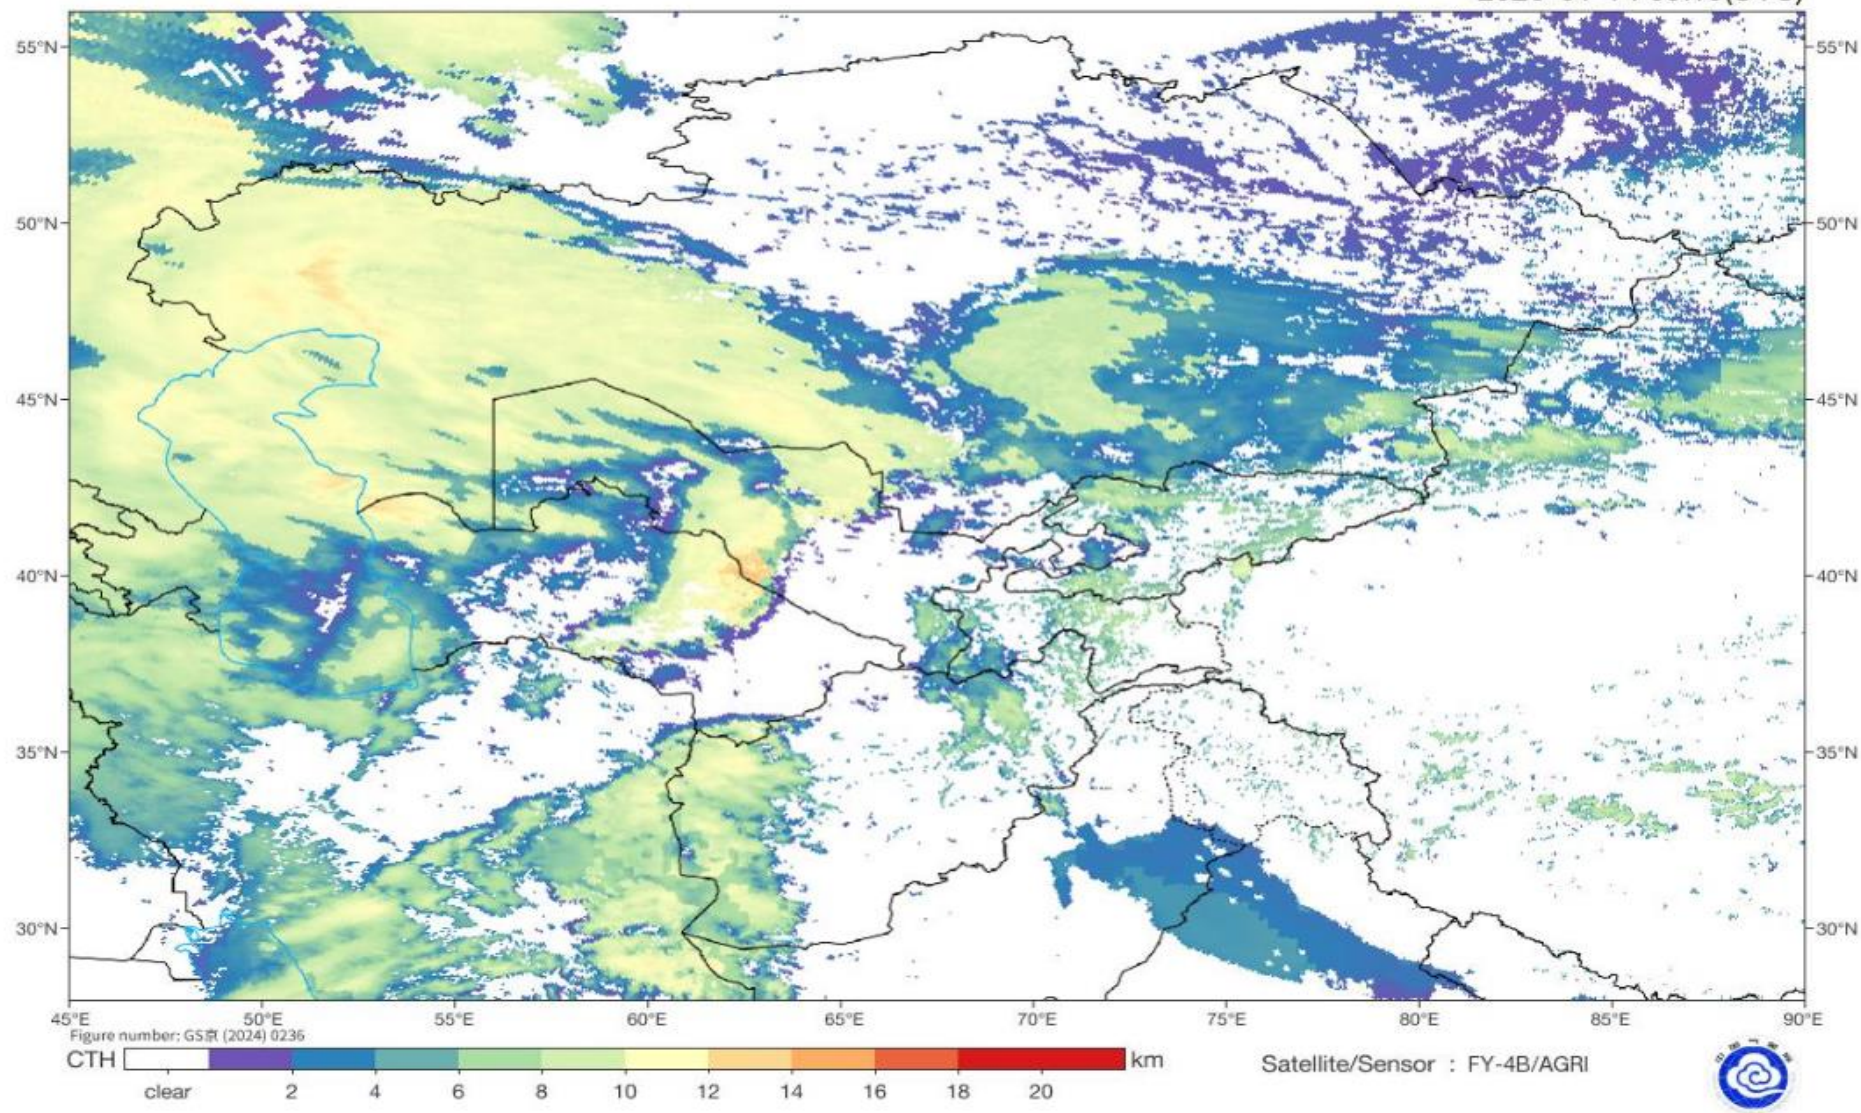 55°N 55°N
50°N 50°N
45°N 45°N
40°N 40°N
35°N 35°N
30°N 30°N
45°E 50°E 55°E 60°E 65°E 70°E 75°E 80°E 85°E 90°E
Figure number: GS京 (2024) 0236
CTH km
clear 2 4 6 8 10 12 14 16 18 20
Satellite/Sensor : FY-4B/AGRI